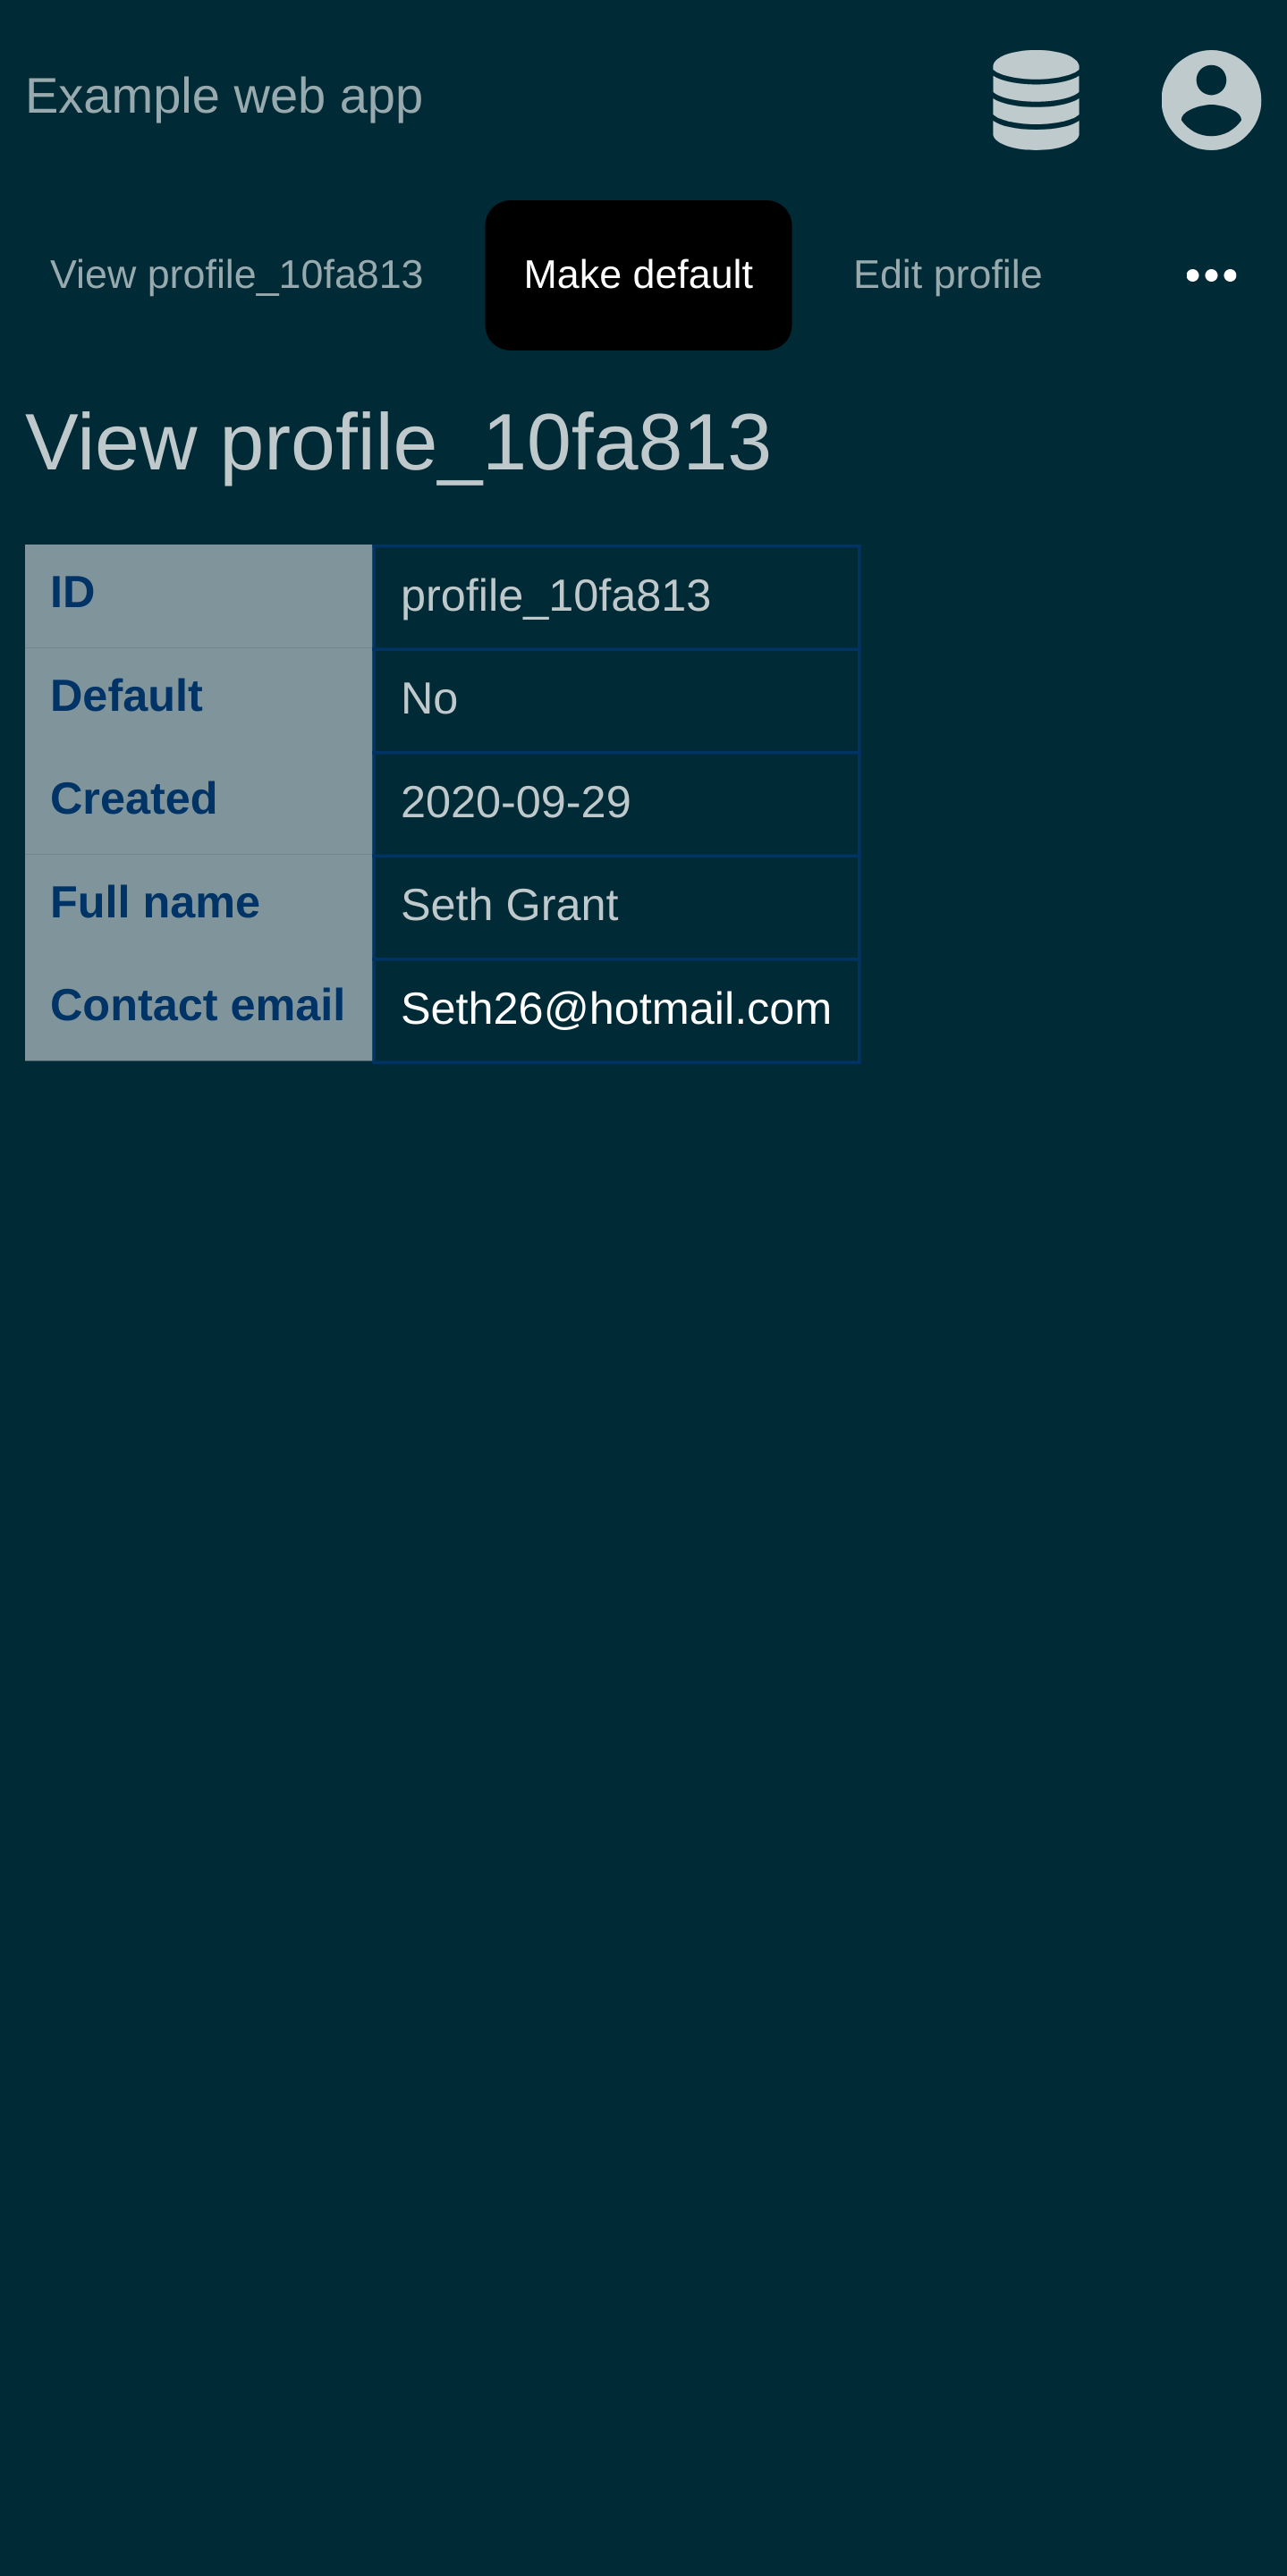 Example web app
View profile_10fa813 Make default Edit profile
View profile_10fa813
ID profile_10fa813
Default No
Created 2020-09-29
Full name Seth Grant
Contact email Seth26@hotmail.com